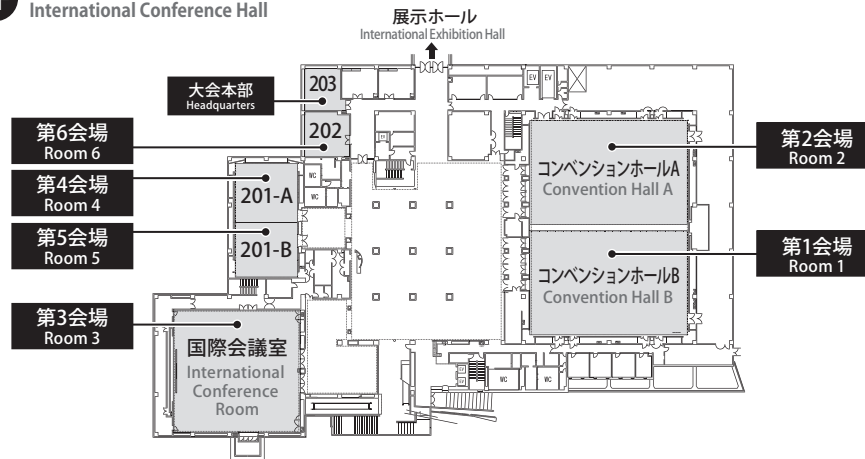 International Conference Hall
展示ホール
International Exhibition Hall
大会本部
Headquarters
203
202
第6会場
Room 6
第4会場
Room 4
第5会場
Room 5
201-A
201-B
第3会場
Room 3
国際会議室
International
Conference
Room
コンベンションホールA
Convention Hall A
第2会場
Room 2
コンベンションホールB
Convention Hall B
第1会場
Room 1
EV
EV
WC
WC
WC
WC